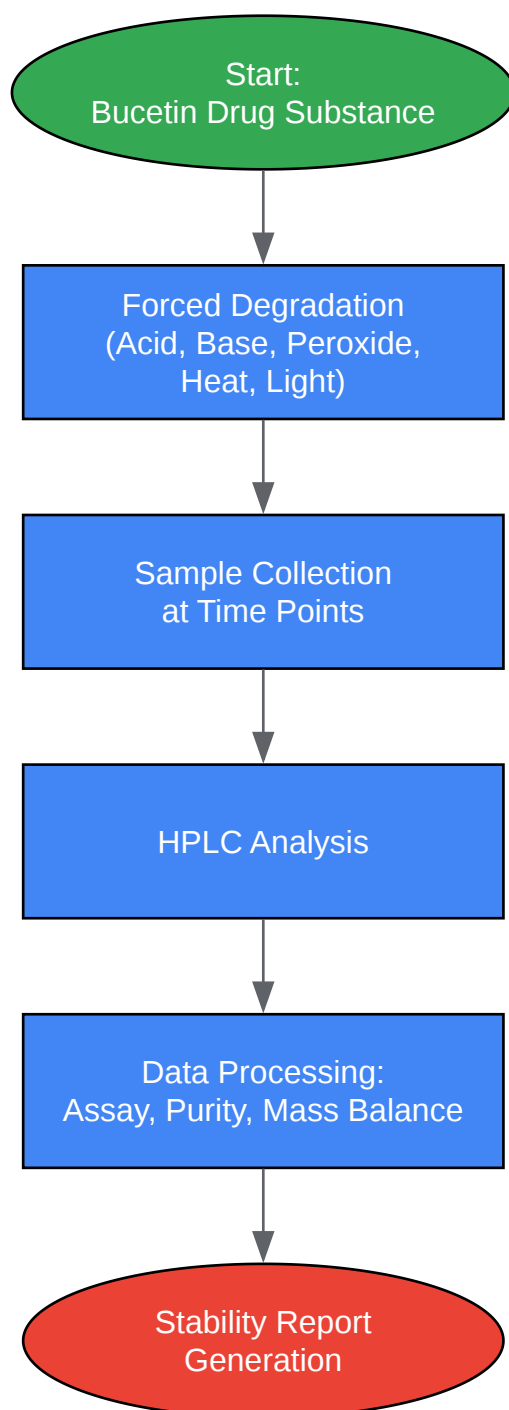 Start:
Bucetin Drug Substance
Forced Degradation
(Acid, Base, Peroxide,
Heat, Light)
Sample Collection
at Time Points
HPLC Analysis
Data Processing:
Assay, Purity, Mass Balance
Stability Report
Generation